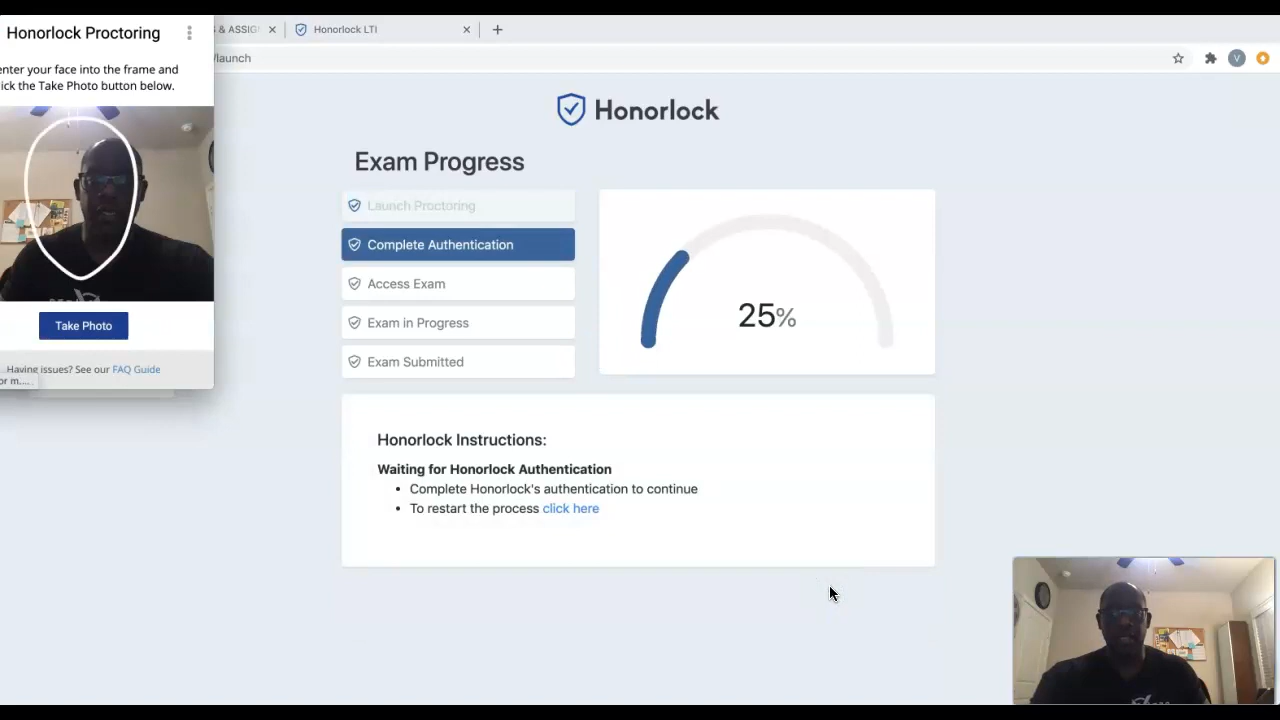 Honorlock Proctoring
enter your face into the frame and
ick the Take Photo button below.
Take Photo
Having issues? See our FAQ Guide
or m....
& ASSIG
Honorlock LTI
/launch
V
Honorlock
Exam Progress
Launch Proctoring
Complete Authentication
Access Exam
Exam in Progress
Exam Submitted
25%
Honorlock Instructions:
Waiting for Honorlock Authentication
• Complete Honorlock's authentication to continue
• To restart the process click here